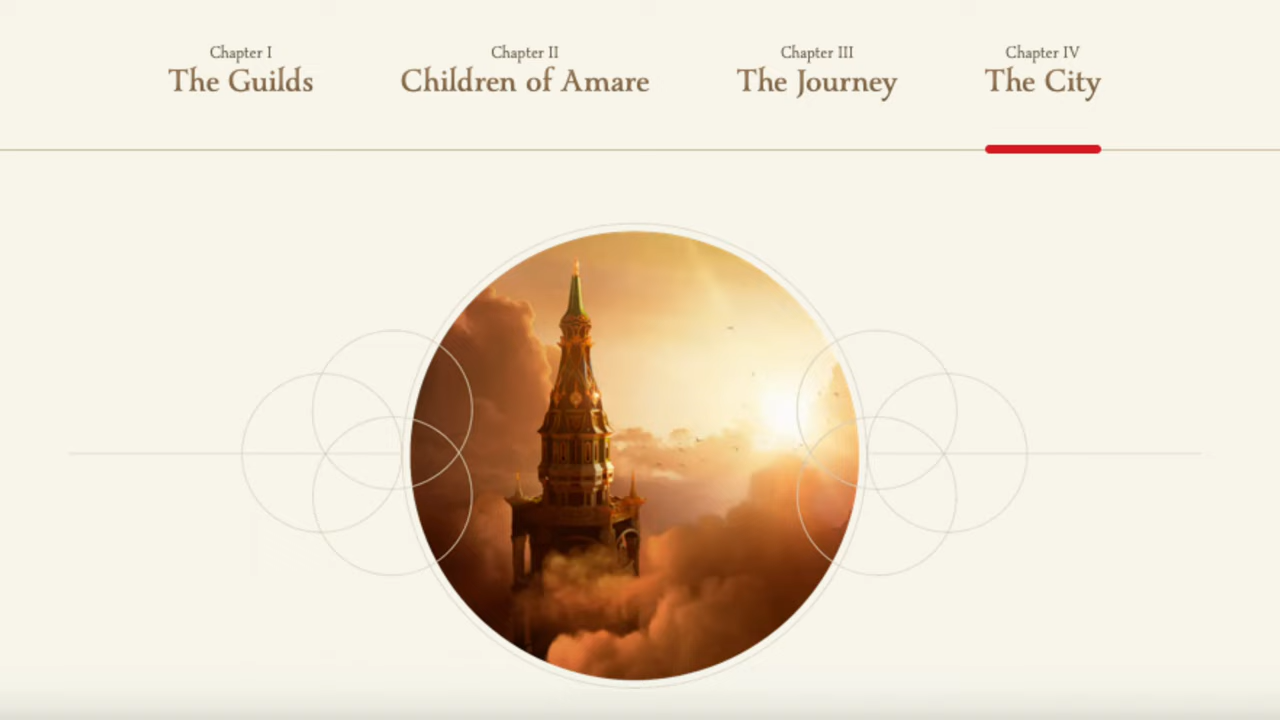 Chapter I
The Guilds
Chapter II
Children of Amare
Chapter III
The Journey
Chapter IV
The City